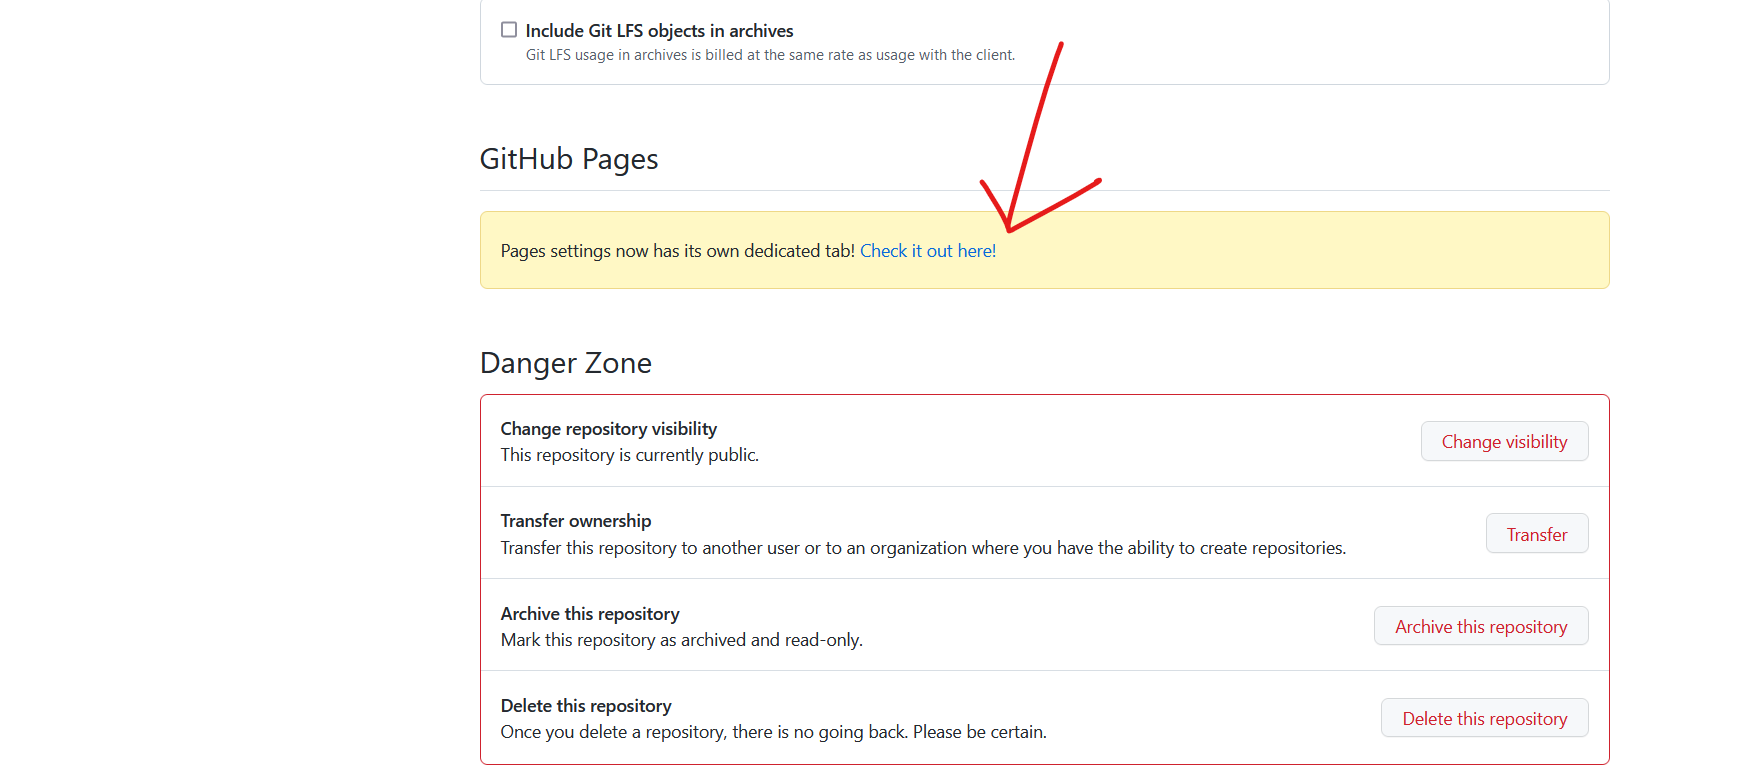 Include Git LFS objects in archives
Git LFS usage in archives is billed at the same rate as usage with the client.
GitHub Pages
Pages settings now has its own dedicated tab! Check it out here!
Danger Zone
Change repository visibility
This repository is currently public.
Change visibility
Transfer ownership
Transfer this repository to another user or to an organization where you have the ability to create repositories.
Transfer
Archive this repository
Mark this repository as archived and read-only.
Archive this repository
Delete this repository
Once you delete a repository, there is no going back. Please be certain.
Delete this repository